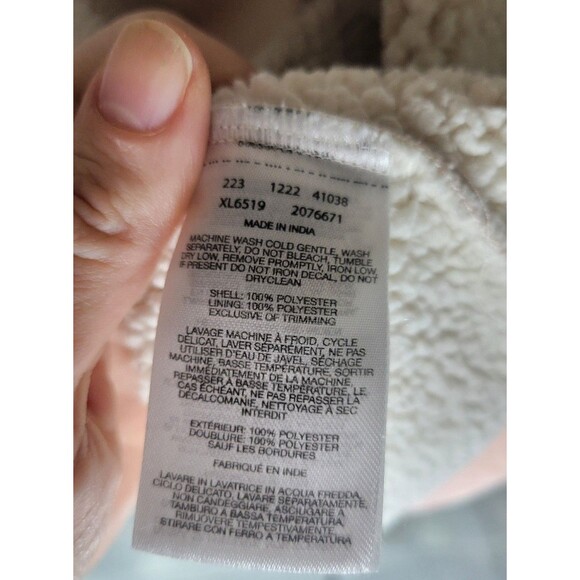 223 1222 41038
XL6519 2076671
MADE IN INDIA
MACHINE WASH COLD GENTLE, WASH
SEPARATELY, DO NOT BLEACH, TUMBLE
DRY LOW, REMOVE PROMPTLY, IRON LOW,
IF PRESENT DO NOT IRON DECAL, DO NOT
DRYCLEAN
SHELL: 100% POLYESTER
LINING: 100% POLYESTER
EXCLUSIVE OF TRIMMING
LAVAGE MACHINE À FROID, CYCLE
DÉLICAT, LAVER SÉPARÉMENT, NE PAS
UTILISER D'EAU DE JAVEL, SÉCHAGE
MACHINE, BASSE TEMPÉRATURE, SORTIR
IMMÉDIATEMENT DE LA MACHINE,
REPASSER À BASSE TEMPÉRATURE, LE
CAS ÉCHÉANT, NE PAS REPASSER LA
DÉCALCOMANIE, NETTOYAGE À SEC
INTERDIT
EXTÉRIEUR: 100% POLYESTER
DOUBLURE: 100% POLYESTER
SAUF LES BORDURES
FABRIQUÉ EN INDE
LAVARE IN LAVATRICE IN ACQUA FREDDA,
CICLO DELICATO, LAVARE SEPARATAMENTE,
NON CANDEGGIARE, ASCIUGARE A
TAMBURO A BASSA TEMPERATURA,
RIMUOVERE TEMPESTIVAMENTE,
STIRARE CON FERRO A TEMPERATURA